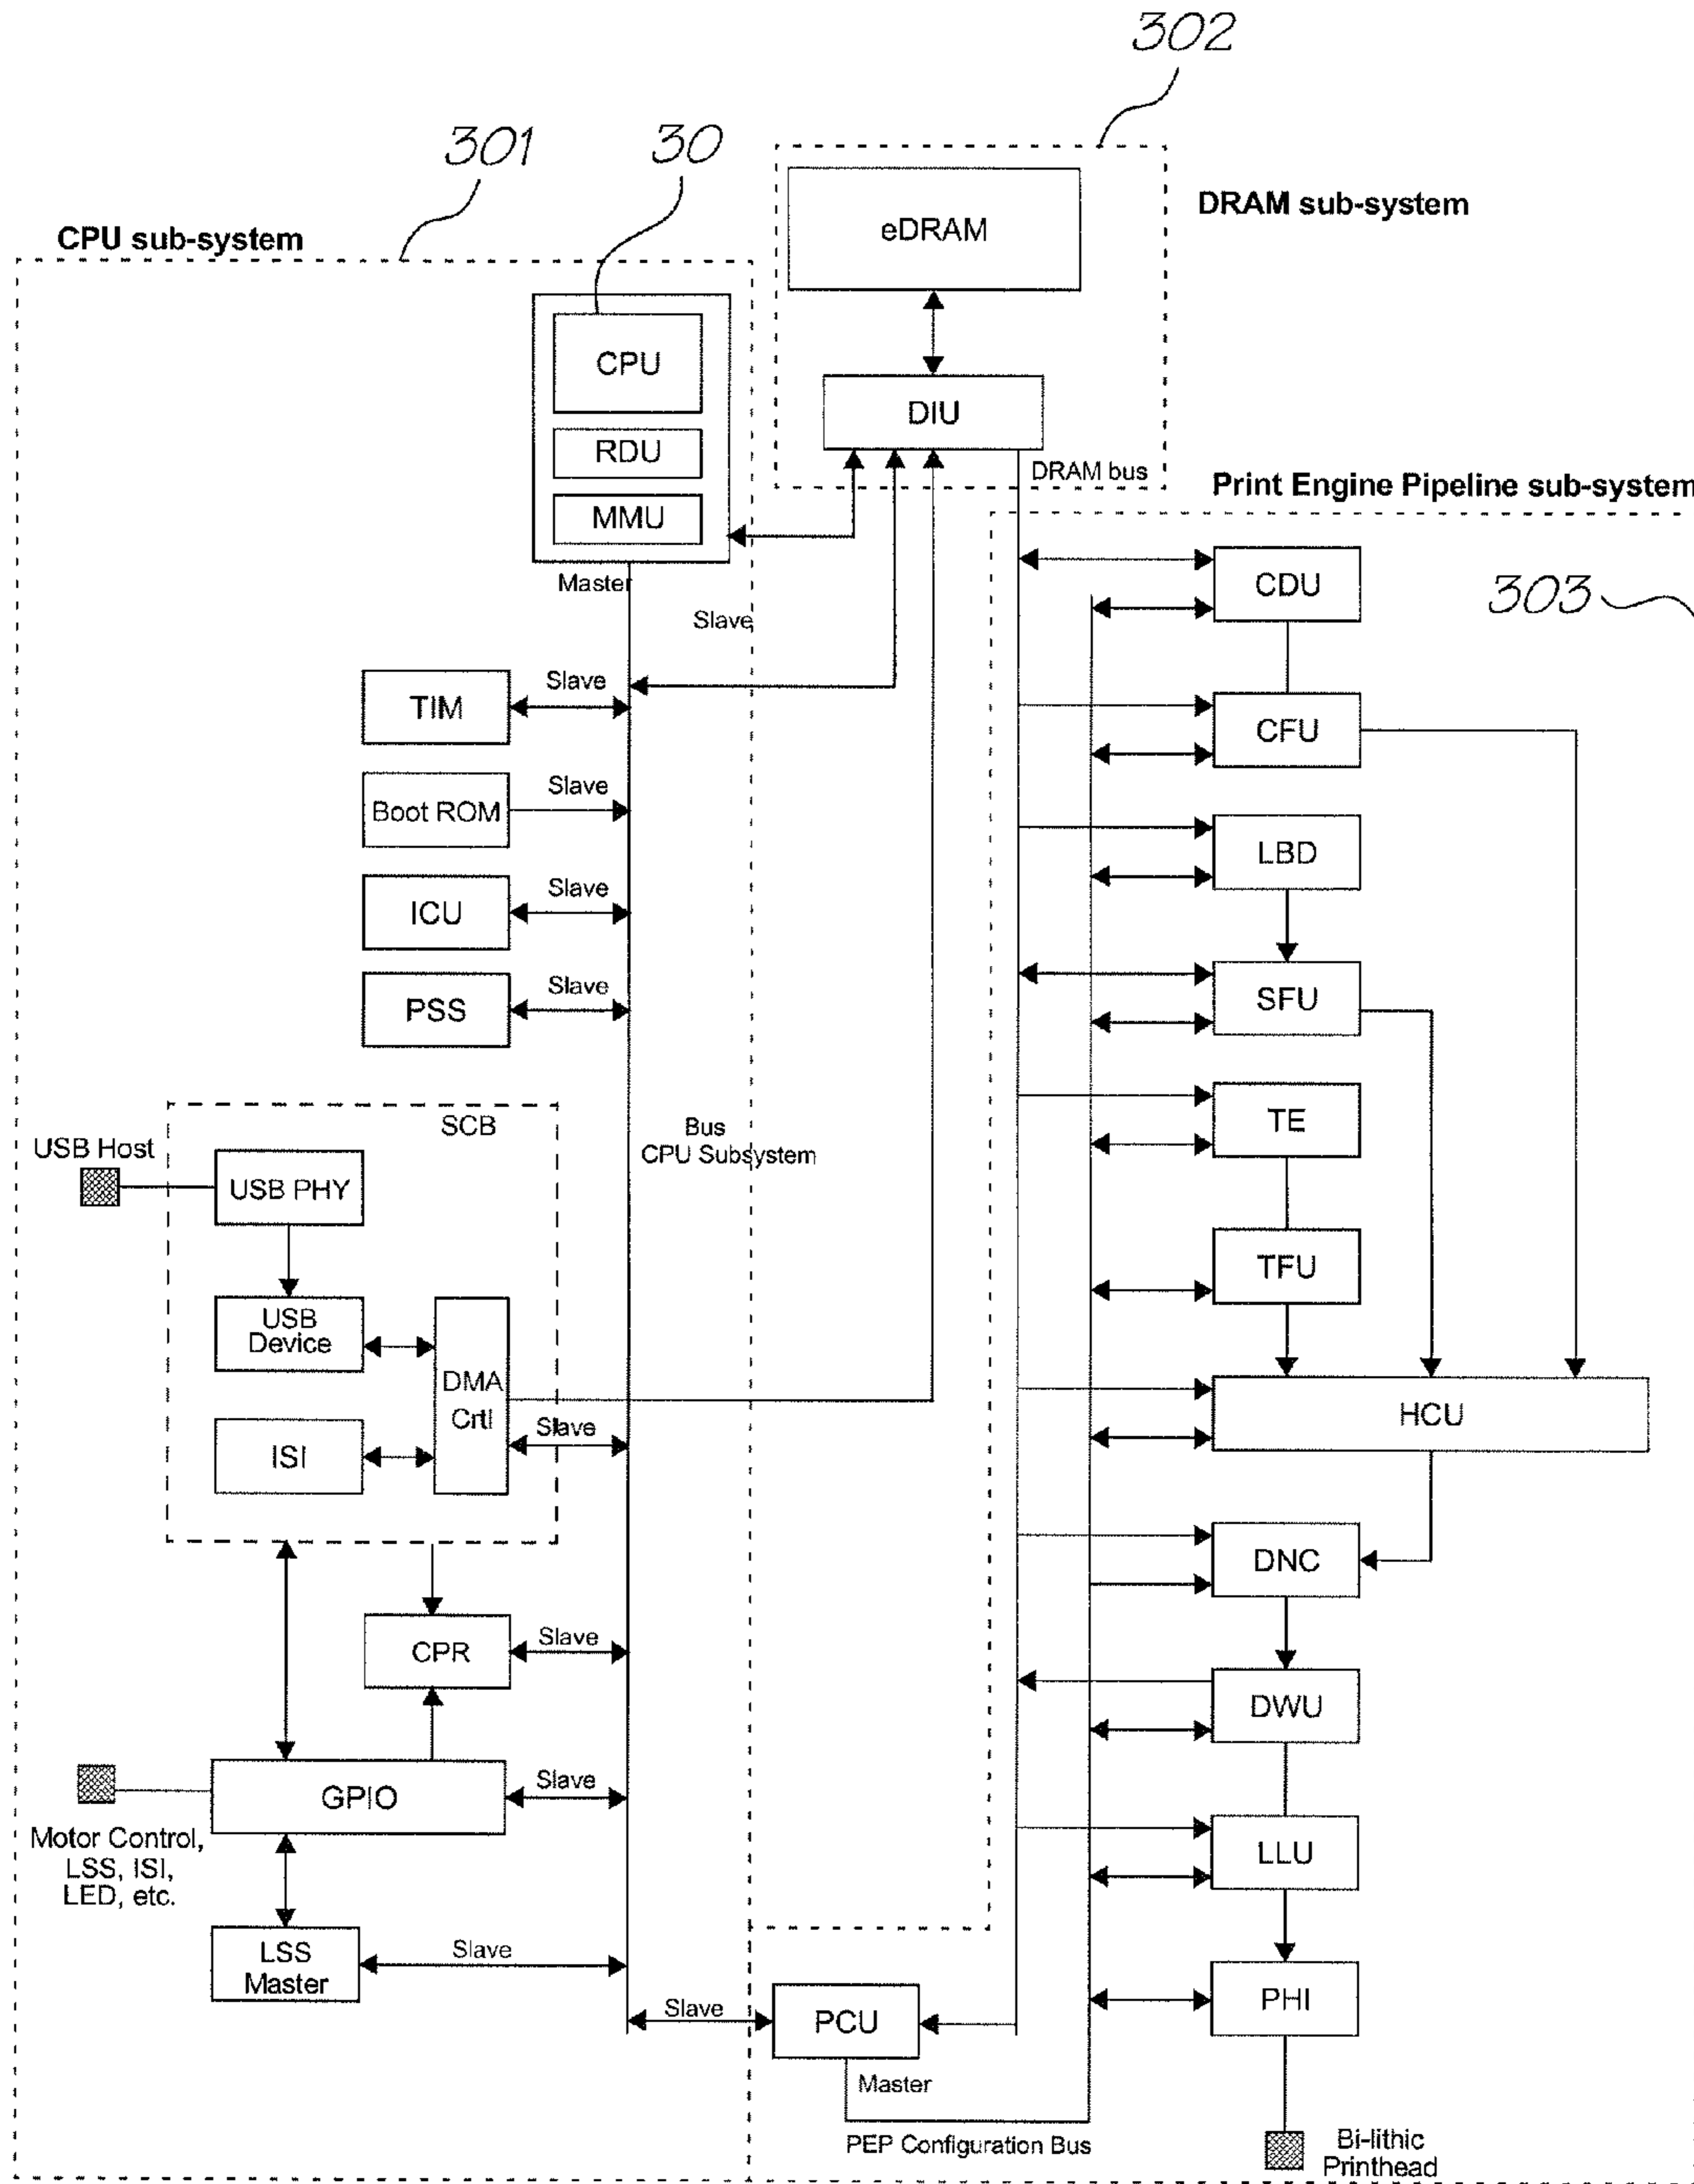 302
301
30
DRAM sub-system
CPU sub-system
eDRAM
CPU
DIU
RDU
DRAM bus
MMU
Print Engine Pipeline sub-system
Master
Slave
CDU
303
TIM
Slave
CFU
Boot ROM
Slave
LBD
ICU
Slave
PSS
Slave
SFU
SCB
TE
USB Host
USB PHY
Bus
CPU Subsystem
TFU
USB
Device
DMA
Crtl
Slave
HCU
ISI
DNC
CPR
Slave
DWU
GPIO
Slave
Motor Control,
LSS, ISI,
LED, etc.
LLU
LSS
Master
Slave
PHI
Slave
PCU
Master
PEP Configuration Bus
Bi-lithic
Printhead